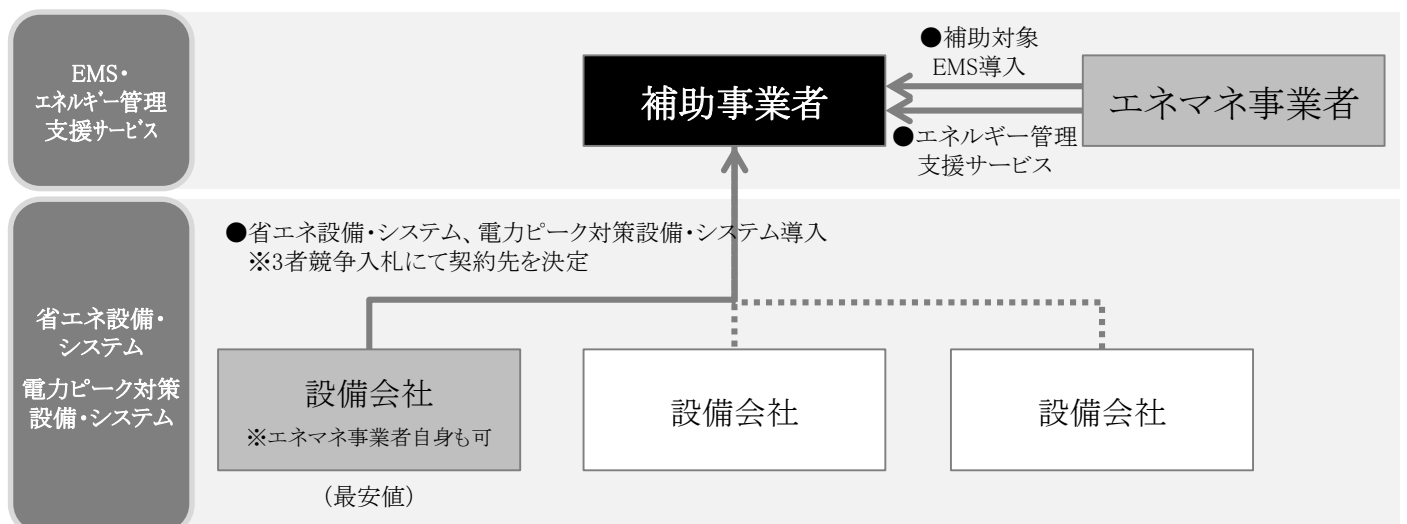 EMS・
エネルギー管理
支援サービス
補助事業者
●補助対象
EMS導入
エネマネ事業者
●エネルギー管理
支援サービス
省エネ設備・
システム
電力ピーク対策
設備・システム
●省エネ設備・システム、電力ピーク対策設備・システム導入
※3者競争入札にて契約先を決定
設備会社
※エネマネ事業者自身も可
（最安値）
設備会社
設備会社